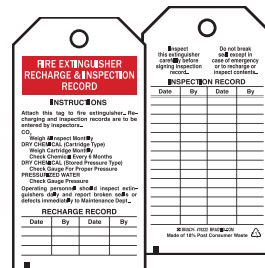 FIRE EXTINGUISHER
RECHARGE & INSPECTION
RECORD
INSTRUCTIONS
Attach this tag to fire extinguisher. Re-
charging and inspection records are to be
entered by inspectors.
CO2
Weigh & Inspect Monthly
DRY CHEMICAL (Cartridge Type)
Weigh Cartridge Monthly
Check Chemical Every 6 Months
DRY CHEMICAL (Stored Pressure Type)
Check Gauge For Proper Pressure
PRESSURIZED WATER
Check Gauge Pressure
Operating personnel should inspect extin-
guishers daily and report broken seals or
defects immediately to Maintenance Dept.
RECHARGE RECORD
Date By Date By
Inspect
this extinguisher
carefully before
signing inspection
record.
Do not break
seal except in
case of emergency
or to recharge or
inspect contents.
INSPECTION RECORD
Date By Date By
Made of 10% Post Consumer Waste